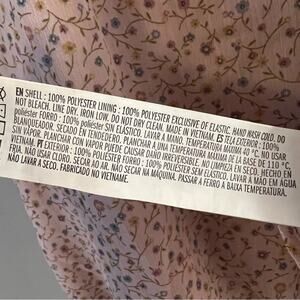 EN SHELL : 100% POLYESTER LINING : 100% POLYESTER EXCLUSIVE OF ELASTIC. HAND WASH COLD. DO
NOT BLEACH. LINE DRY. IRON LOW. DO NOT DRY CLEAN. MADE IN VIETNAM. ES TELA EXTERIOR : 100%
poliéster FORRO : 100% poliéster SIN ELÁSTICO. LAVAR A MANO. TEMPERATURA MÁXIMA 40 °C. NO USAR
BLANQUEADOR. SECADO EN TENDEDERO. PLANCHAR A UNA TEMPERATURA MÁXIMA DE LA BASE DE 110 °C
SIN VAPOR. PLANCHAR CON VAPOR PUEDE CAUSAR DAÑO IRREVERSIBLE. NO LIMPIEZA EN SECO. HECHO EN
VIETNAM. PT EXTERIOR : 100% POLIÉSTER FORRO : 100% POLIÉSTER SEM ELÁSTICO. LAVAR À MÃO EM ÁGUA
FRIA. NÃO USAR CLORO. SECAR AO AR. NÃO SECAR NA MÁQUINA. PASSAR A FERRO A BAIXA TEMPERATURA.
NÃO LAVAR A SECO. FABRICADO NO VIETNAME.